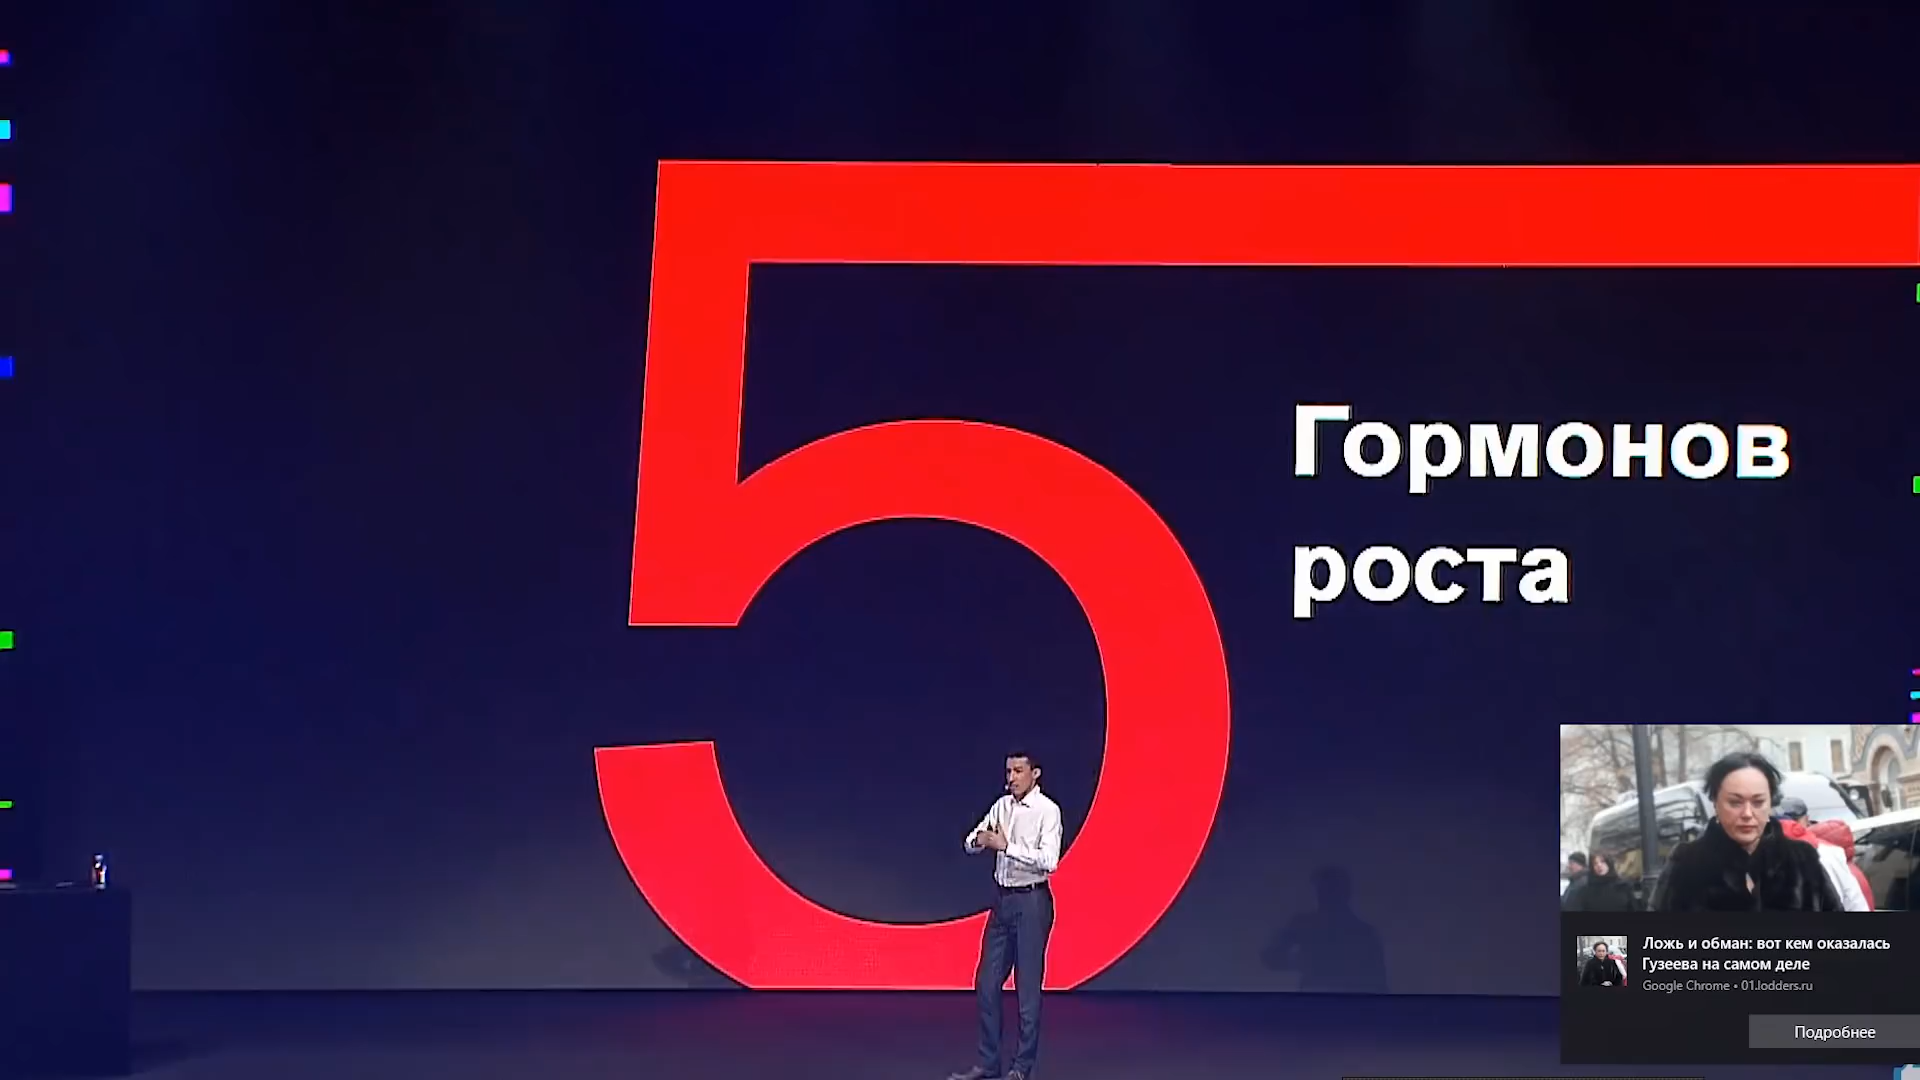 5
Гормонов
роста
Ложь и обман: вот кем оказалась
Гузеева на самом деле
Google Chrome • 01.lodders.ru
Подробнее